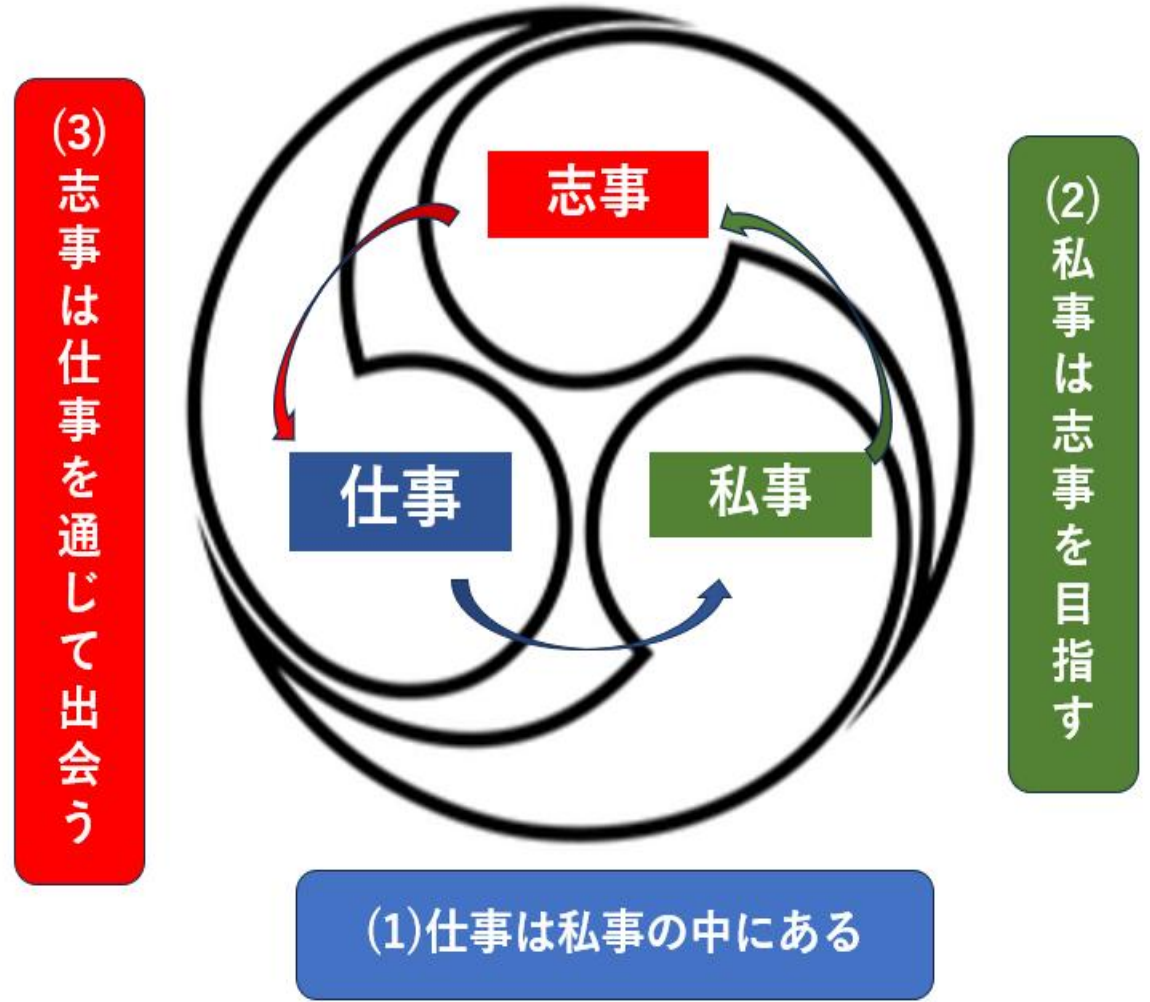 志事
仕事
私事
(1)仕事は私事の中にある
(2)私事は志事を目指す
(3)志事は仕事を通じて出会う